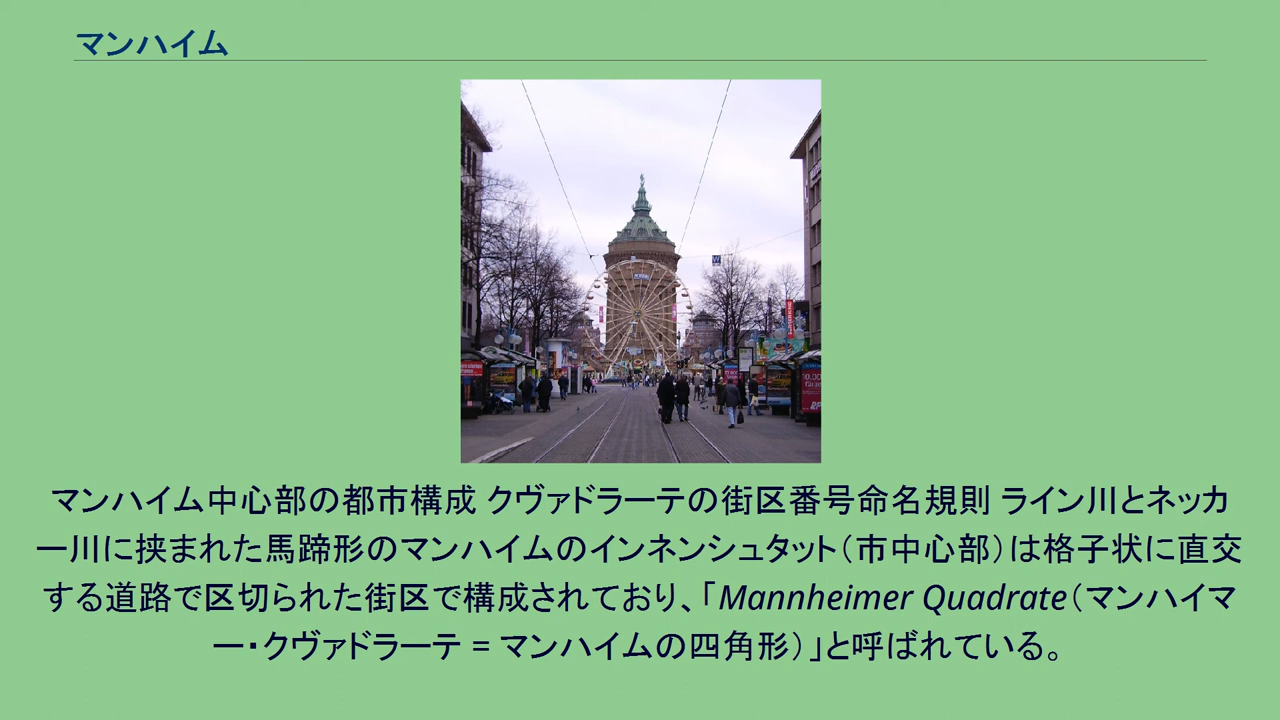 マンハイム
マンハイム中心部の都市構成 クヴァドラーテの街区番号命名規則 ライン川とネッカ
ー川に挟まれた馬蹄形のマンハイムのインネンシュタット（市中心部）は格子状に直交
する道路で区切られた街区で構成されており、「Mannheimer Quadrate（マンハイマ
ー・クヴァドラーテ = マンハイムの四角形）」と呼ばれている。